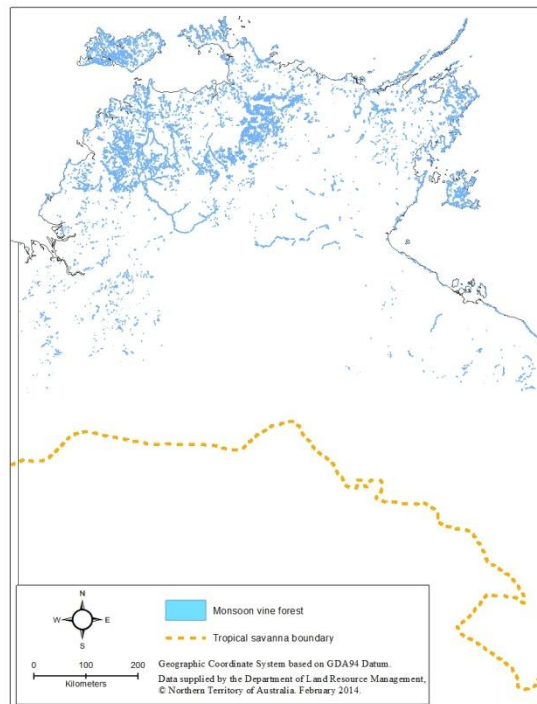 N
W E
S
0 100 200
Kilometers
Monsoon vine forest
Tropical savanna boundary
Geographic Coordinate System based on GDA94 Datum.
Data supplied by the Department of Land Resource Management,
© Northern Territory of Australia. February 2014.